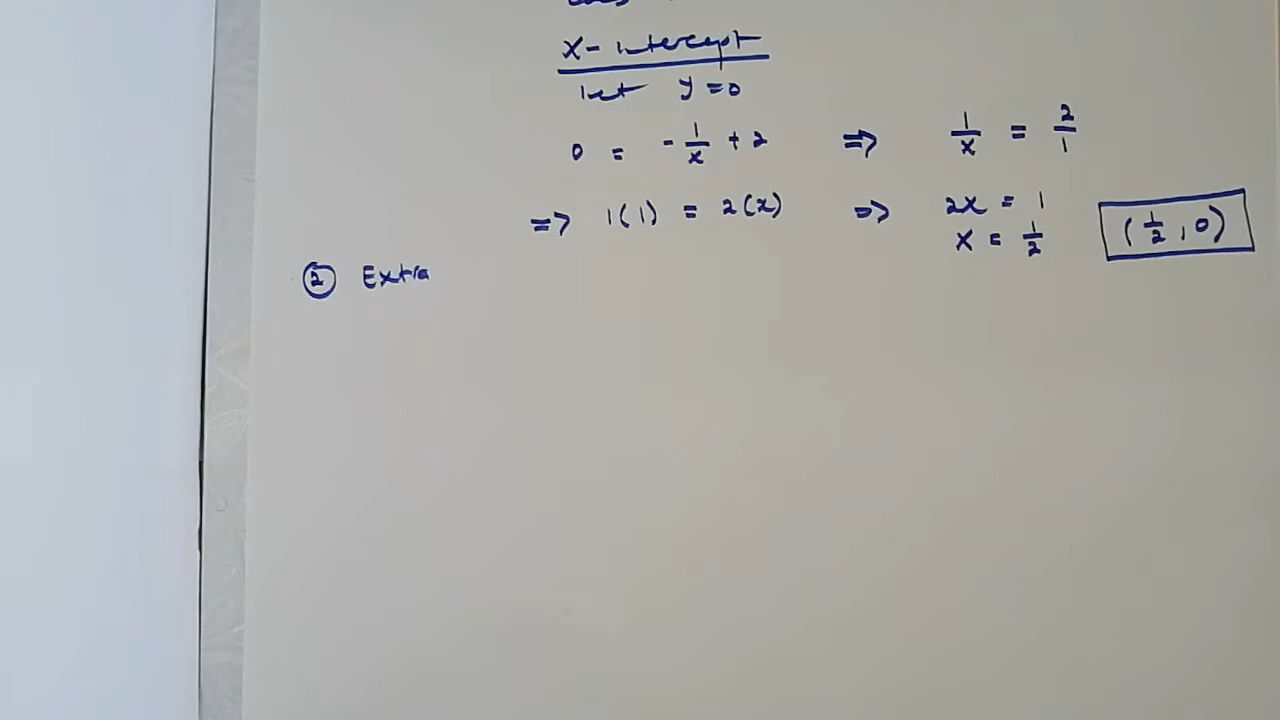 x-intercept
let y=0
0 = -1/x + 2 ⇒ 1/x = 2/1
⇒ 1(1) = 2(x) ⇒ 2x = 1
x = 1/2 (1/2, 0)
② Extra